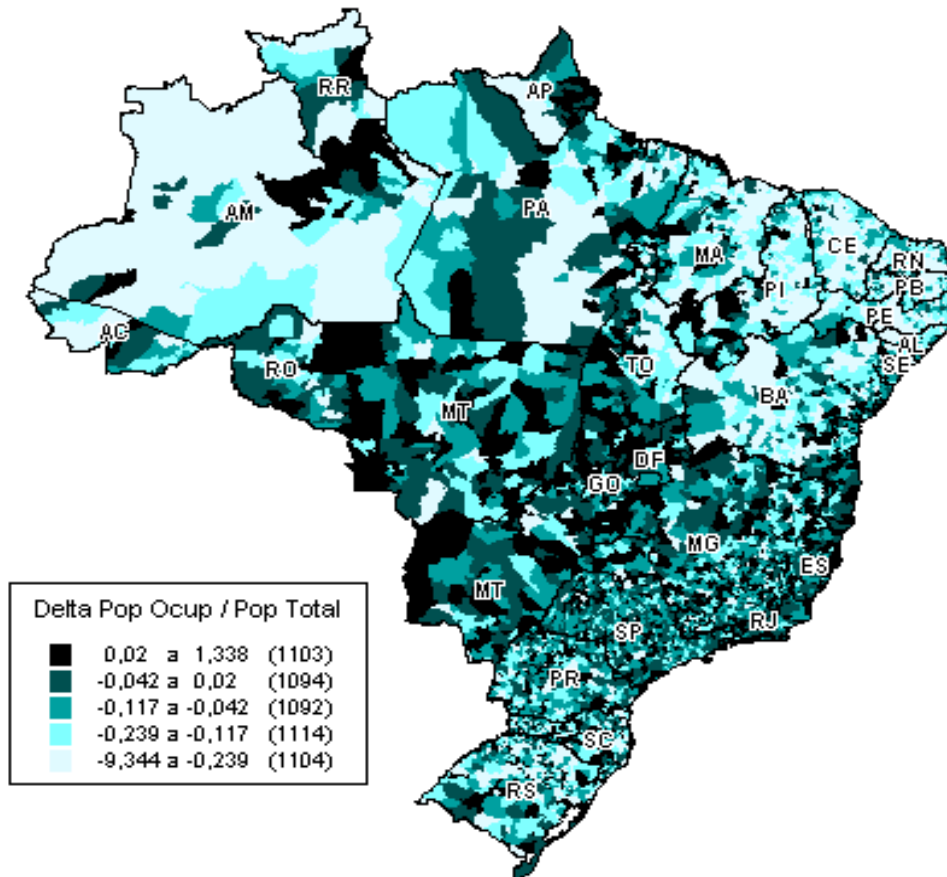 RR
AP
AM
PA
MA
CE
RN
PB
PI
PE
AC
AL
SE
TO
RO
BA
MT
DF
GO
MG
ES
MT
RJ
SP
PR
SC
RS
Delta Pop Ocup / Pop Total
0,02 a 1,338 (1103)
-0,042 a 0,02 (1094)
-0,117 a -0,042 (1092)
-0,239 a -0,117 (1114)
-9,344 a -0,239 (1104)